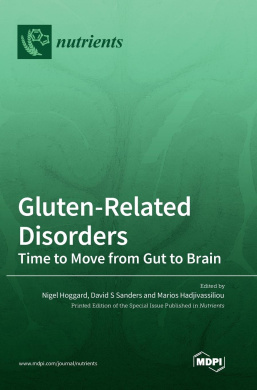 nutrients
Gluten-Related
Disorders
Time to Move from Gut to Brain
Edited by
Nigel Hoggard, David S Sanders and Marios Hadjivassiliou
Printed Edition of the Special Issue Published in Nutrients
www.mdpi.com/journal/nutrients
MDPI